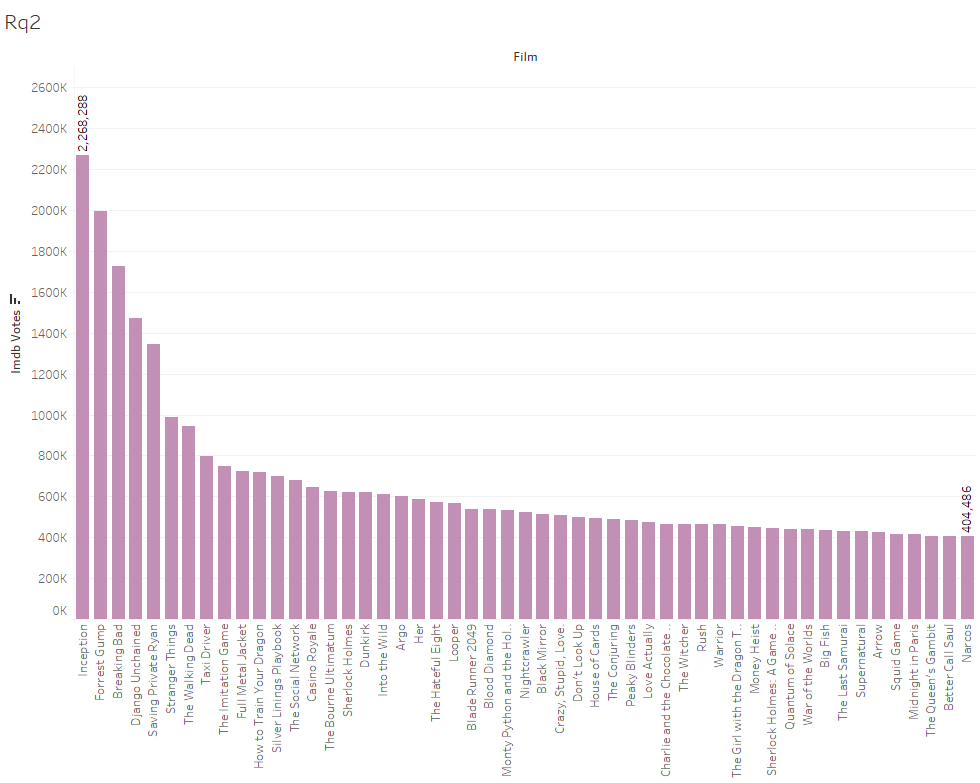 Rq2
Film
Imdb Votes
2600K
2400K
2200K
2000K
1800K
1600K
1400K
1200K
1000K
800K
600K
400K
200K
0K
2,268,288
404,486
Inception
Forrest Gump
Breaking Bad
Django Unchained
Saving Private Ryan
Stranger Things
The Walking Dead
Taxi Driver
The Imitation Game
Full Metal Jacket
How to Train Your Dragon
Silver Linings Playbook
The Social Network
Casino Royale
The Bourne Ultimatum
Sherlock Holmes
Dunkirk
Into the Wild
Argo
Her
The Hateful Eight
Looper
Blade Runner 2049
Blood Diamond
Monty Python and the Hol..
Nightcrawler
Black Mirror
Crazy, Stupid, Love.
Don't Look Up
House of Cards
The Conjuring
Peaky Blinders
Love Actually
Charlie and the Chocolate ..
The Witcher
Rush
Warrior
The Girl with the Dragon T..
Money Heist
Sherlock Holmes: A Game ..
Quantum of Solace
War of the Worlds
Big Fish
The Last Samurai
Supernatural
Arrow
Squid Game
Midnight in Paris
The Queen's Gambit
Better Call Saul
Narcos